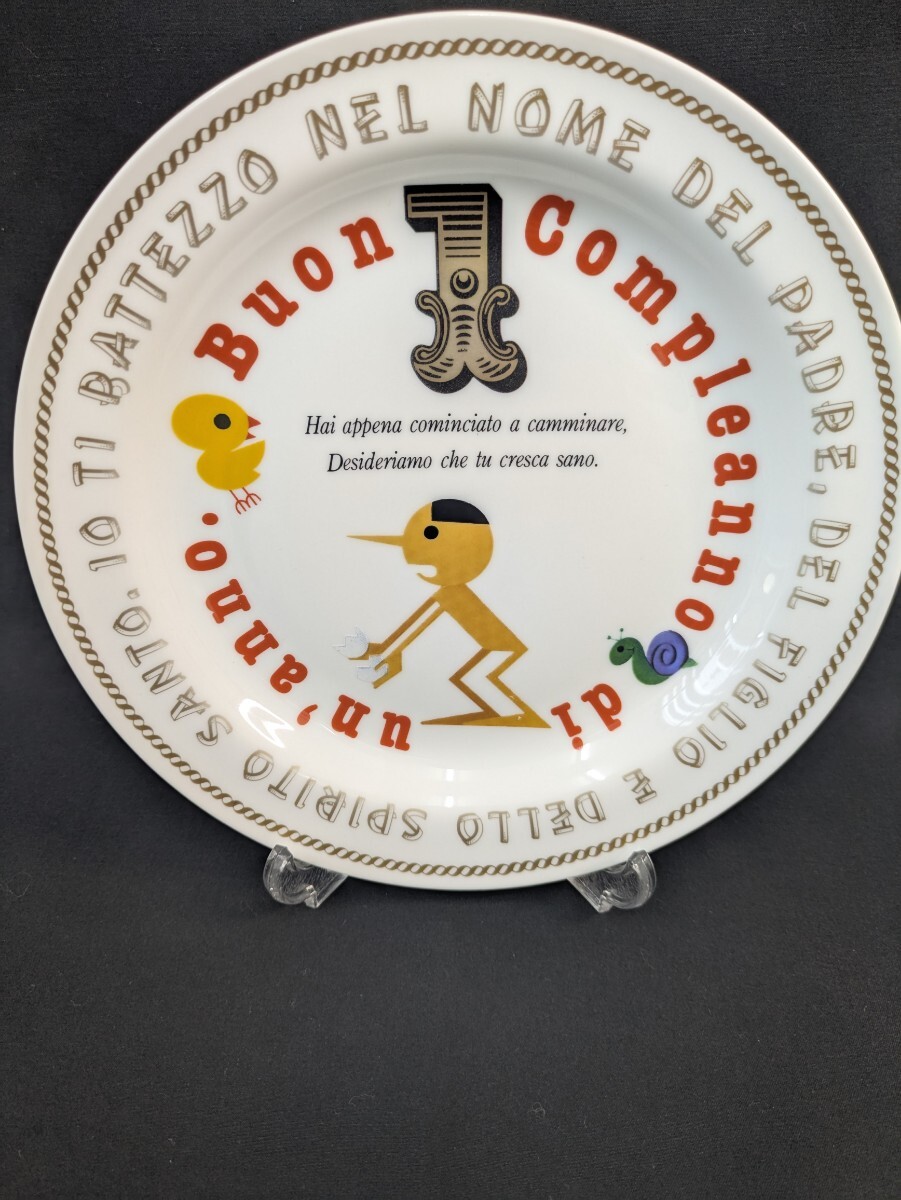 IO TI BATTEZZO NEL NOME DEL PADRE, DEL FIGLIO E DELLO SPIRITO SANTO.
Buon Compleanno di un'anno.
1
Hai appena cominciato a camminare,
Desideriamo che tu cresca sano.